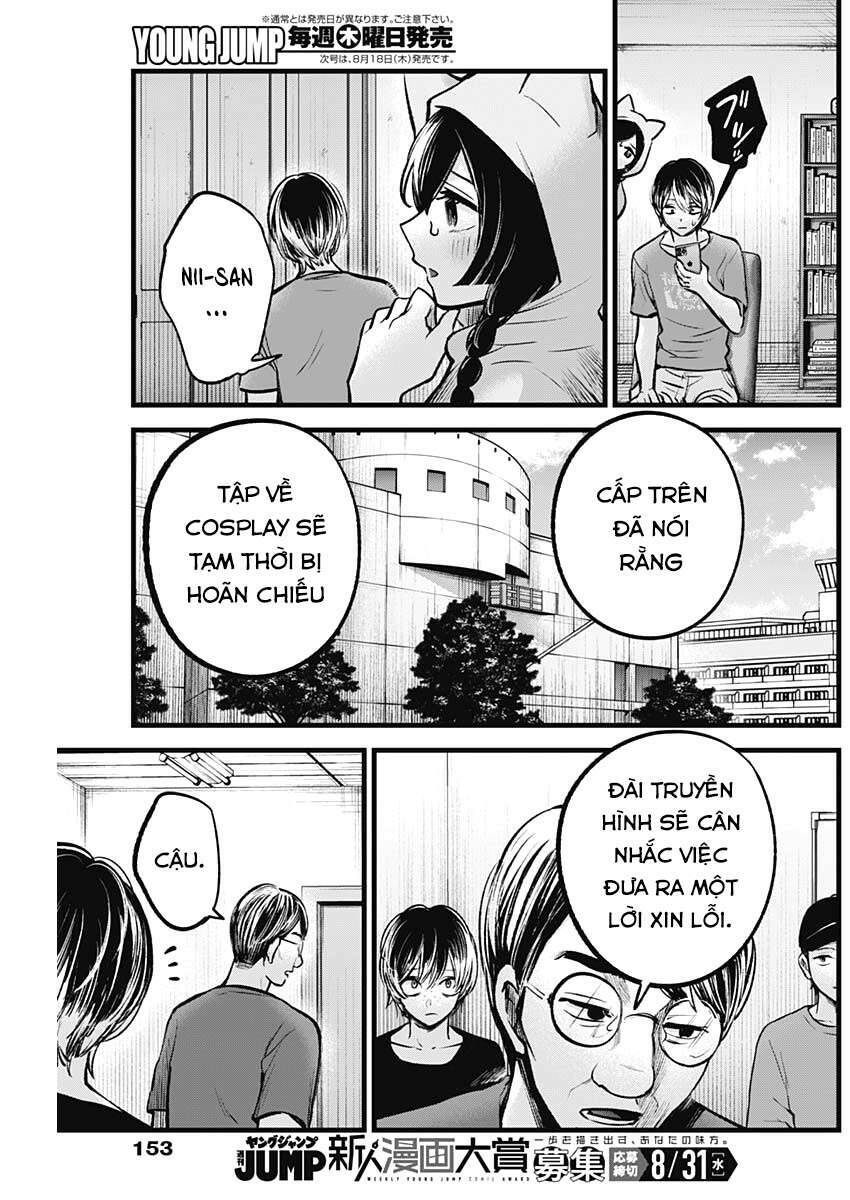 ※通常とは発売日が異なります。ご注意下さい。
YOUNG JUMP 毎週木曜日発売
次号は、8月18日(木)発売です。
ブブブ…
NII-SAN
...
CẤP TRÊN
ĐÃ NÓI
RẰNG
TẬP VỀ
COSPLAY SẼ
TẠM THỜI BỊ
HOÃN CHIẾU
ĐÀI TRUYỀN
HÌNH SẼ CÂN
NHẮC VIỆC
ĐƯA RA MỘT
LỜI XIN LỖI.
CẬU.
153
週刊ヤングジャンプ
JUMP 新人漫画大賞
WEEKLY YOUNG JUMP COMIC AWARD
一歩を描き出す、あなたの味方。
募集 応募締切 8/31[水]